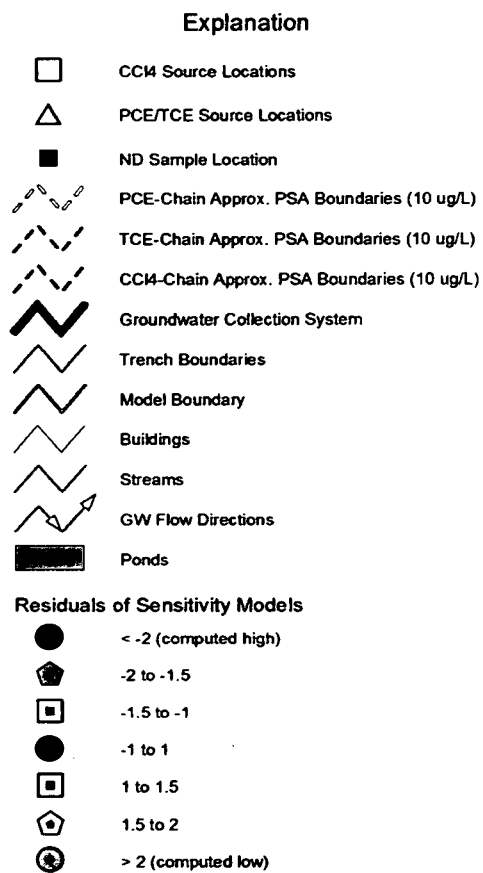 Explanation
CCl4 Source Locations
PCE/TCE Source Locations
ND Sample Location
PCE-Chain Approx. PSA Boundaries (10 ug/L)
TCE-Chain Approx. PSA Boundaries (10 ug/L)
CCl4-Chain Approx. PSA Boundaries (10 ug/L)
Groundwater Collection System
Trench Boundaries
Model Boundary
Buildings
Streams
GW Flow Directions
Ponds
Residuals of Sensitivity Models
< -2 (computed high)
-2 to -1.5
-1.5 to -1
-1 to 1
1 to 1.5
1.5 to 2
> 2 (computed low)